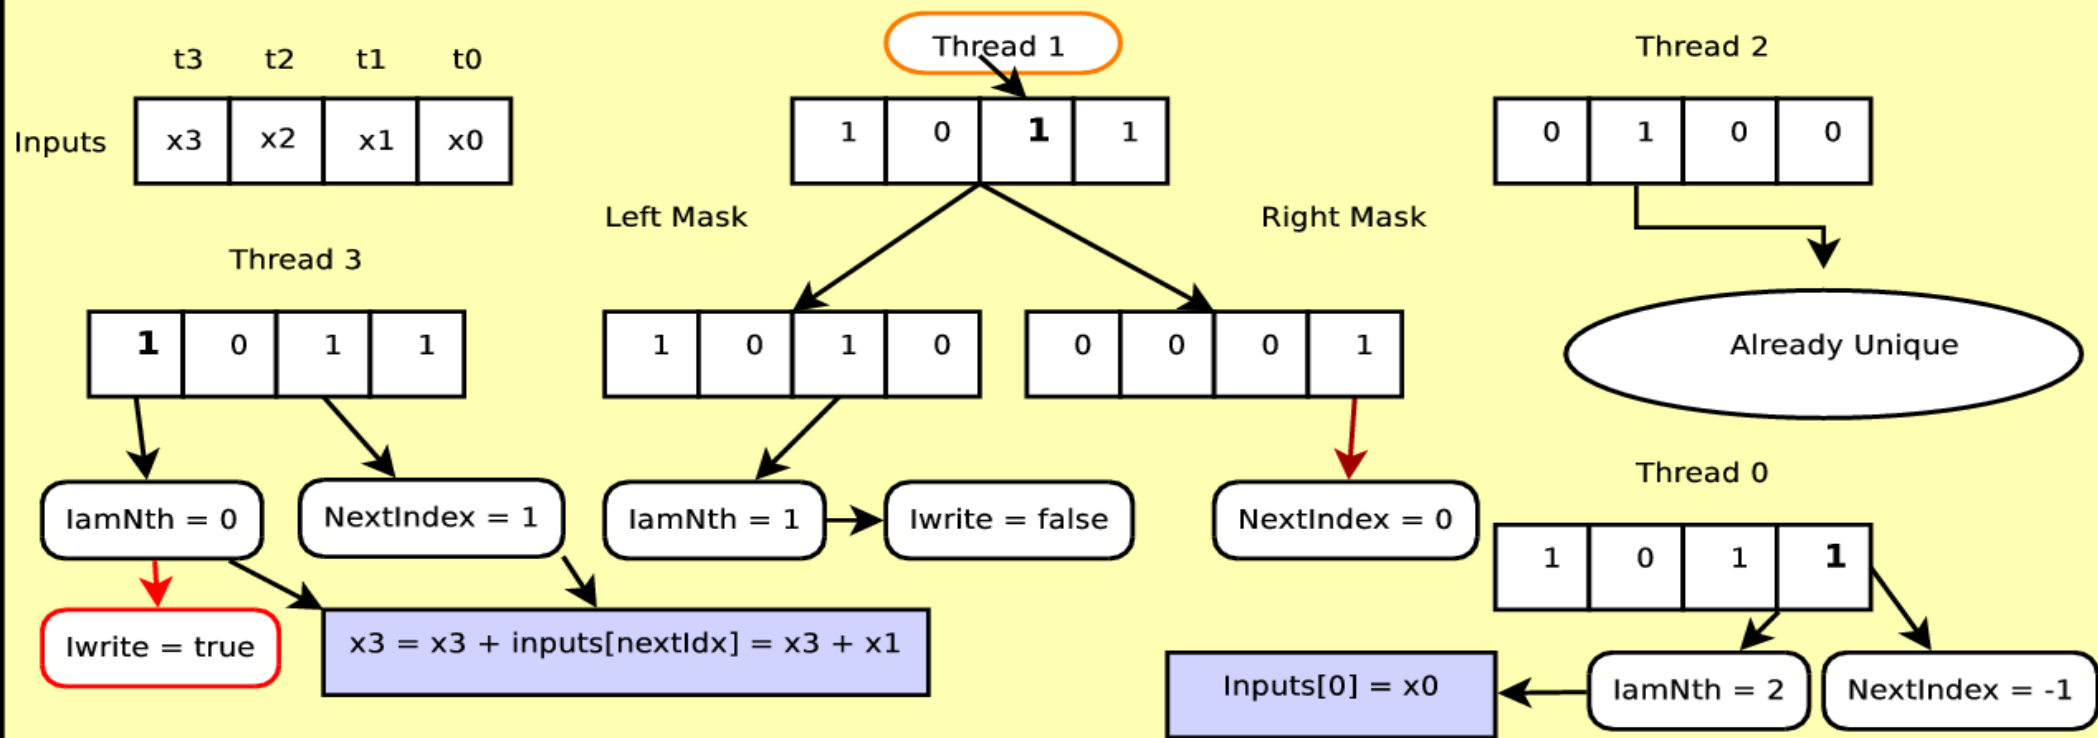 Thread 1
Thread 2
t3 t2 t1 t0
Inputs x3 x2 x1 x0
1 0 1 1
0 1 0 0
Left Mask
Right Mask
Thread 3
1 0 1 1
1 0 1 0
0 0 0 1
Already Unique
Thread 0
IamNth = 0
NextIndex = 1
IamNth = 1
Iwrite = false
NextIndex = 0
1 0 1 1
Iwrite = true
x3 = x3 + inputs[nextIdx] = x3 + x1
Inputs[0] = x0
IamNth = 2
NextIndex = -1